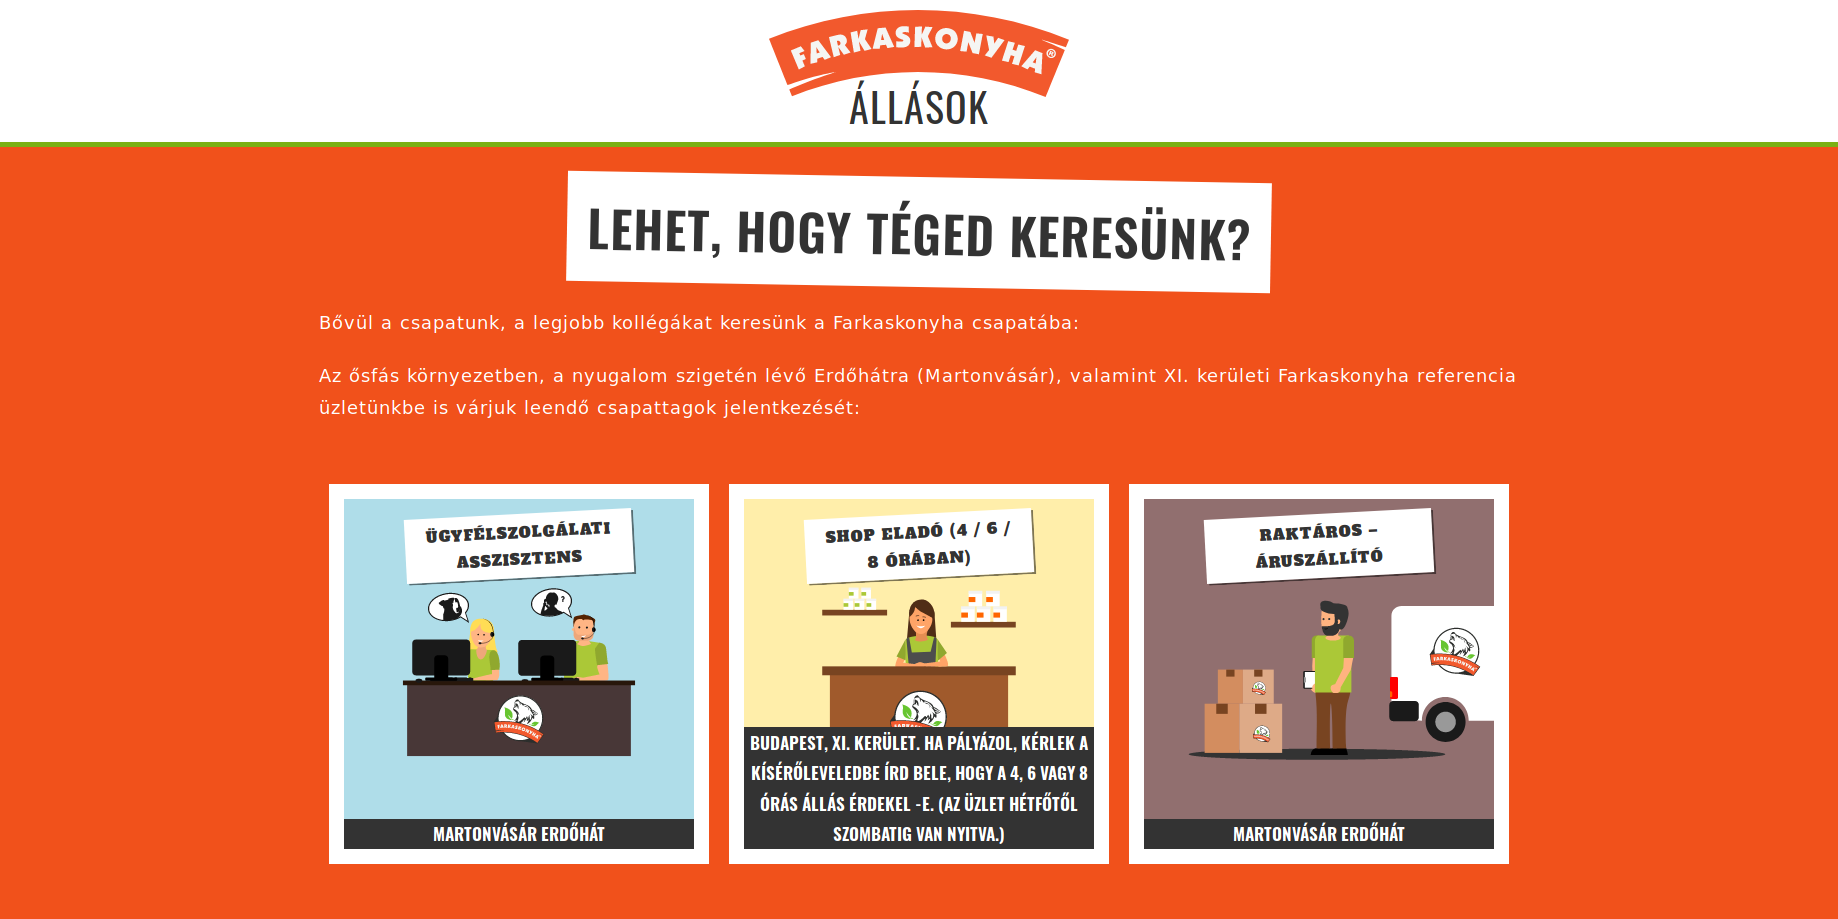 FARKASKONYHA®
ÁLLÁSOK
LEHET, HOGY TÉGED KERESÜNK?
Bővül a csapatunk, a legjobb kollégákat keresünk a Farkaskonyha csapatába:
Az ősfás környezetben, a nyugalom szigetén lévő Erdőhátra (Martonvásár), valamint XI. kerületi Farkaskonyha referencia
üzletünkbe is várjuk leendő csapattagok jelentkezését:
ÜGYFÉLSZOLGÁLATI
ASSZISZTENS
?
FARKASKONYHA
MARTONVÁSÁR ERDŐHÁT
SHOP ELADÓ (4 / 6 /
8 ÓRÁBAN)
FARKASKONYHA
BUDAPEST, XI. KERÜLET. HA PÁLYÁZOL, KÉRLEK A
KÍSÉRŐLEVELEDBE ÍRD BELE, HOGY A 4, 6 VAGY 8
ÓRÁS ÁLLÁS ÉRDEKEL -E. (AZ ÜZLET HÉTFŐTŐL
SZOMBATIG VAN NYITVA.)
RAKTÁROS –
ÁRUSZÁLLÍTÓ
FARKASKONYHA
MARTONVÁSÁR ERDŐHÁT